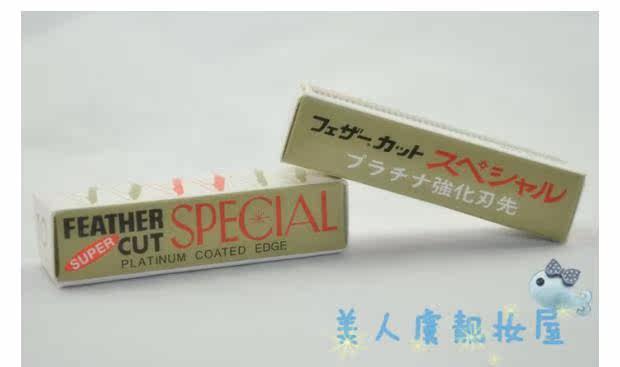 FEATHER
SUPER CUT SPECIAL
PLATINUM COATED EDGE
フェザー.カット スペシャル
プラチナ強化刃先
美人虞靓妆屋